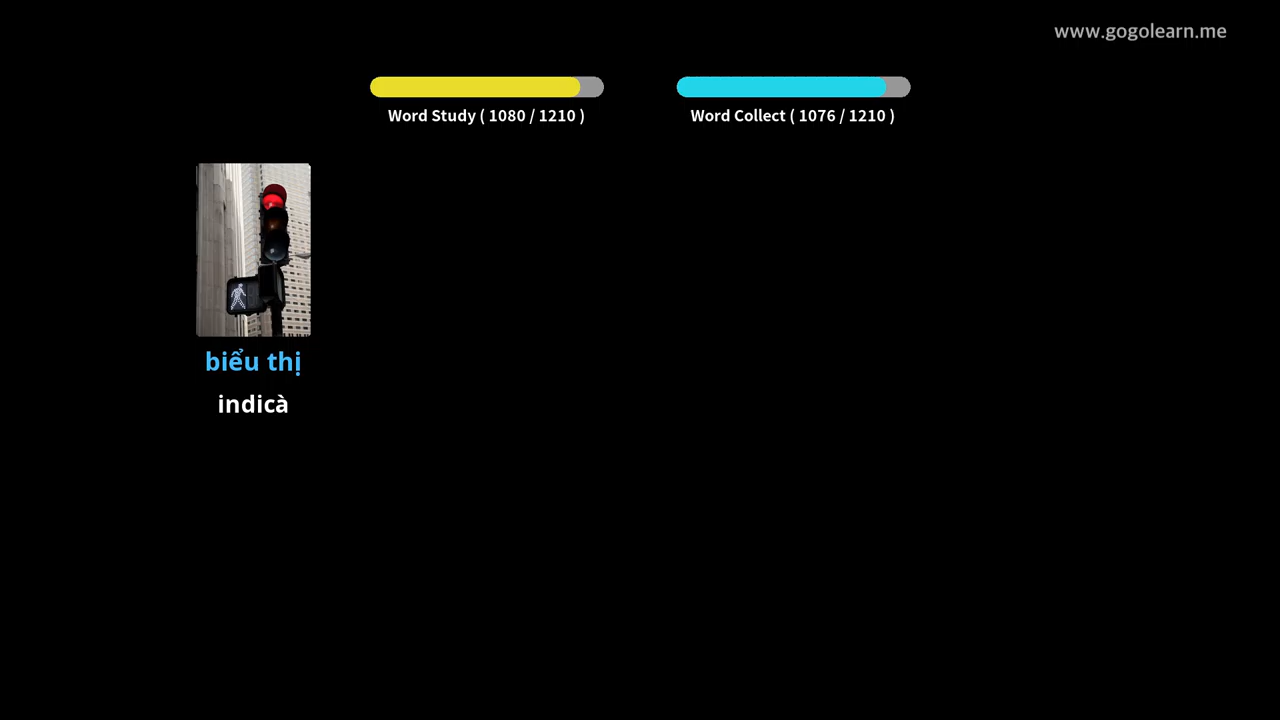 www.gogolearn.me
Word Study ( 1080 / 1210 )
Word Collect ( 1076 / 1210 )
biểu thị
indicà